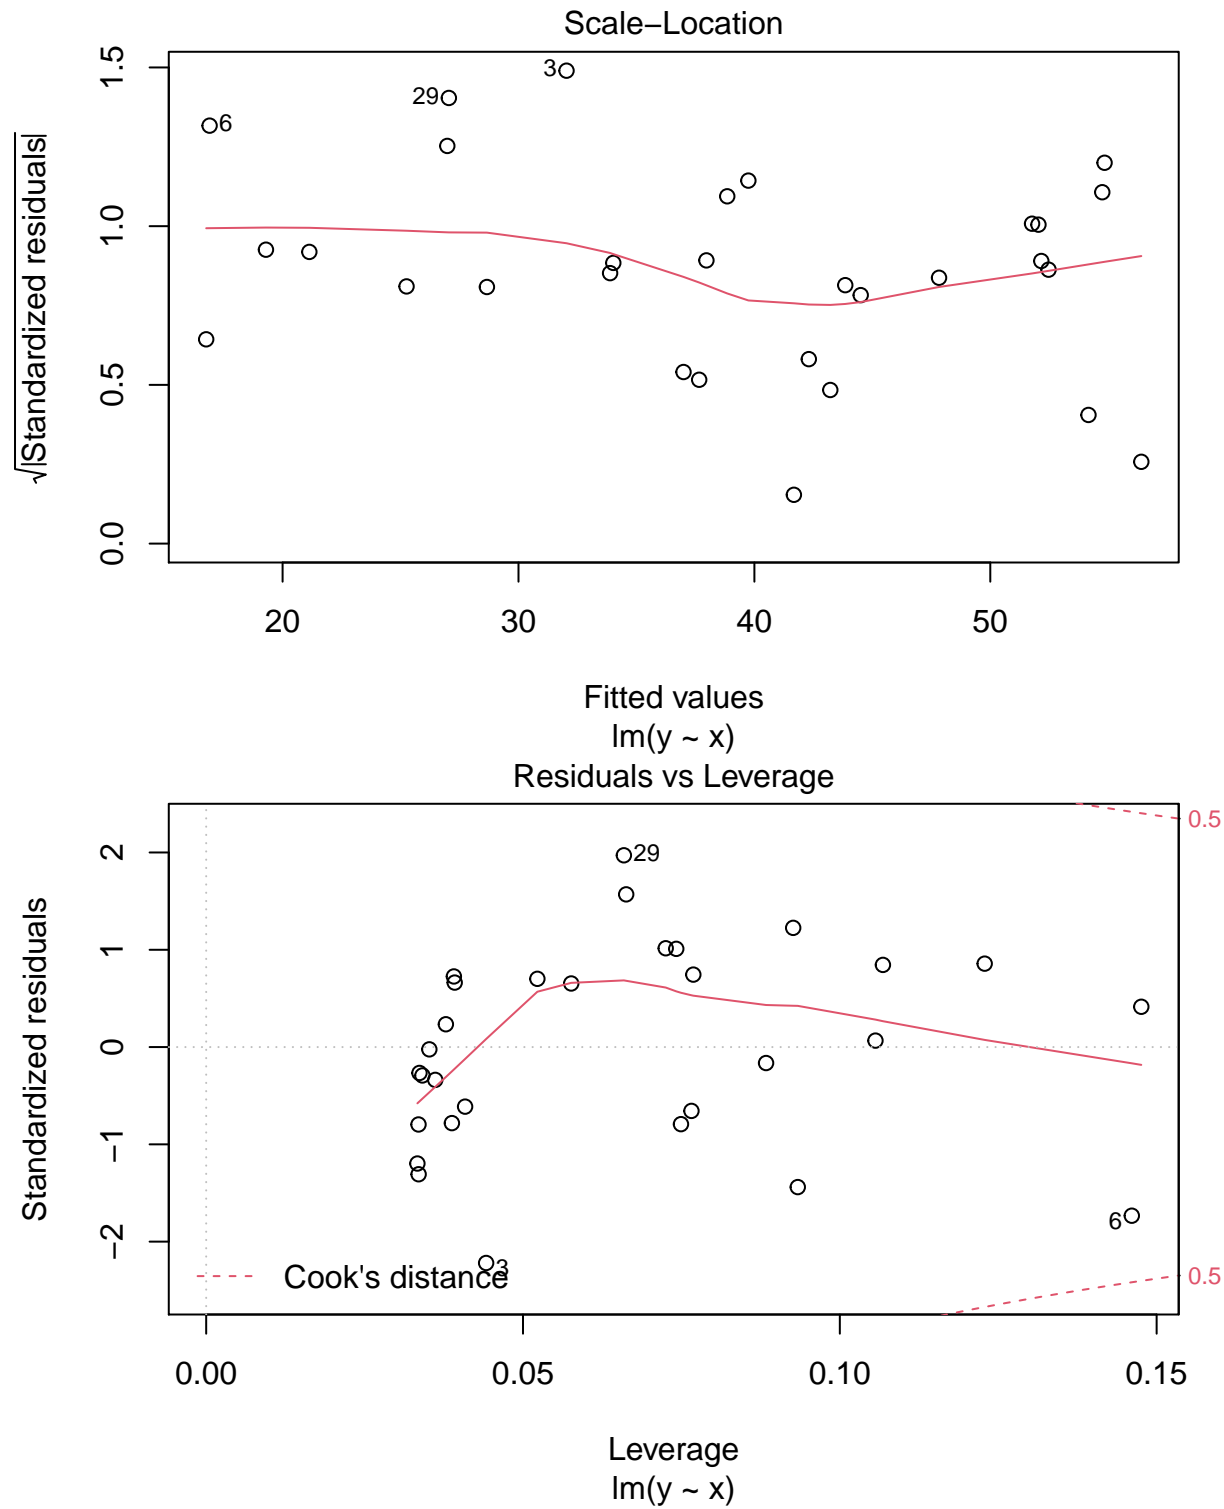 Scale−Location
√|Standardized residuals|
1.5
1.0
0.5
0.0
3
29
6
20 30 40 50
Fitted values
lm(y ~ x)
Residuals vs Leverage
Standardized residuals
2
1
0
−1
−2
0.5
29
6
3
Cook's distance
0.5
0.00 0.05 0.10 0.15
Leverage
lm(y ~ x)